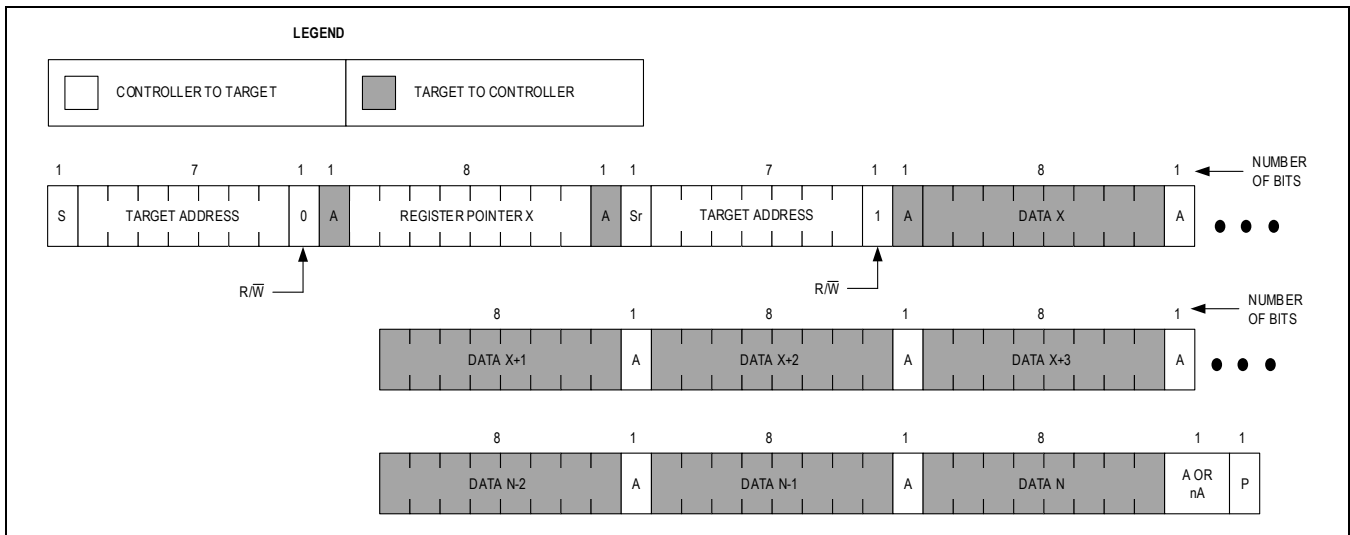 LEGEND
CONTROLLER TO TARGET TARGET TO CONTROLLER
1 7 1 1 8 1 1 7 1 1 8 1 NUMBER OF BITS
S TARGET ADDRESS 0 A REGISTER POINTER X A Sr TARGET ADDRESS 1 A DATA X A
R/W̅ R/W̅
8 1 8 1 8 1 NUMBER OF BITS
DATA X+1 A DATA X+2 A DATA X+3 A
8 1 8 1 8 1 1
DATA N-2 A DATA N-1 A DATA N A OR nA P